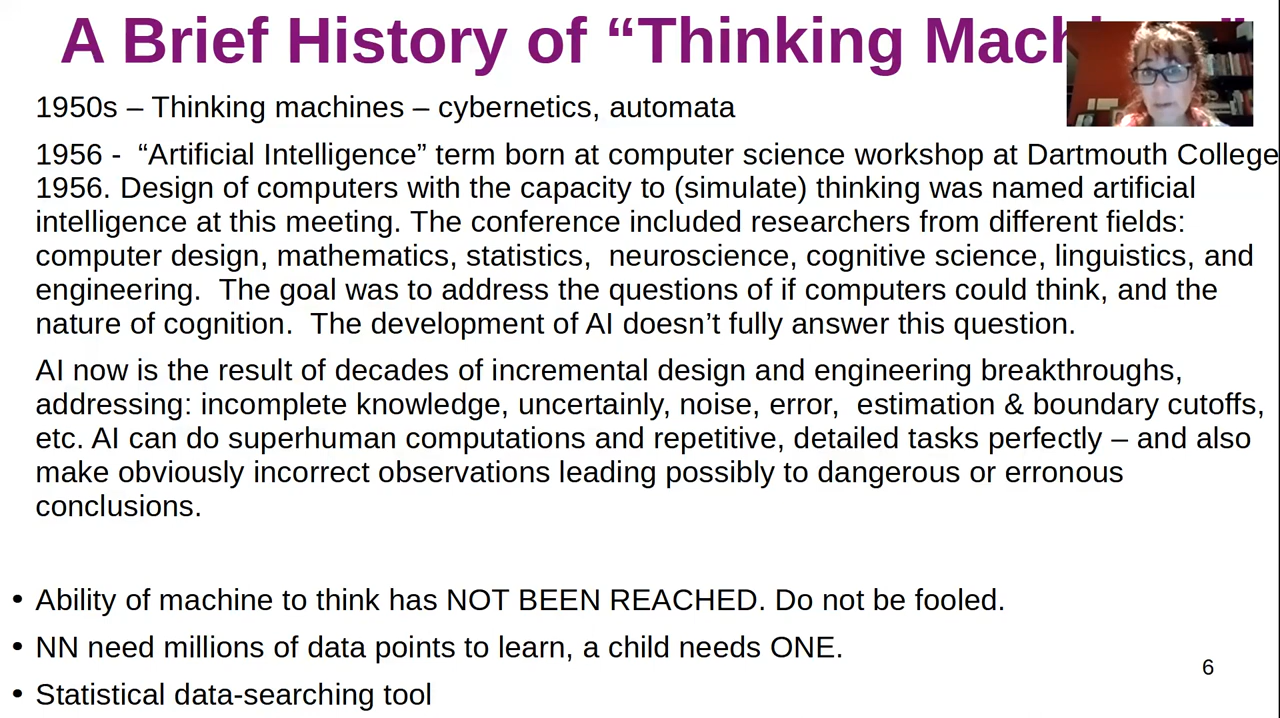 A Brief History of “Thinking Mach
1950s – Thinking machines – cybernetics, automata
1956 -  “Artificial Intelligence” term born at computer science workshop at Dartmouth College
1956. Design of computers with the capacity to (simulate) thinking was named artificial
intelligence at this meeting. The conference included researchers from different fields:
computer design, mathematics, statistics,  neuroscience, cognitive science, linguistics, and
engineering.  The goal was to address the questions of if computers could think, and the
nature of cognition.  The development of AI doesn’t fully answer this question.
AI now is the result of decades of incremental design and engineering breakthroughs,
addressing: incomplete knowledge, uncertainly, noise, error,  estimation & boundary cutoffs,
etc. AI can do superhuman computations and repetitive, detailed tasks perfectly – and also
make obviously incorrect observations leading possibly to dangerous or erronous
conclusions.
• Ability of machine to think has NOT BEEN REACHED. Do not be fooled.
• NN need millions of data points to learn, a child needs ONE.
6
• Statistical data-searching tool